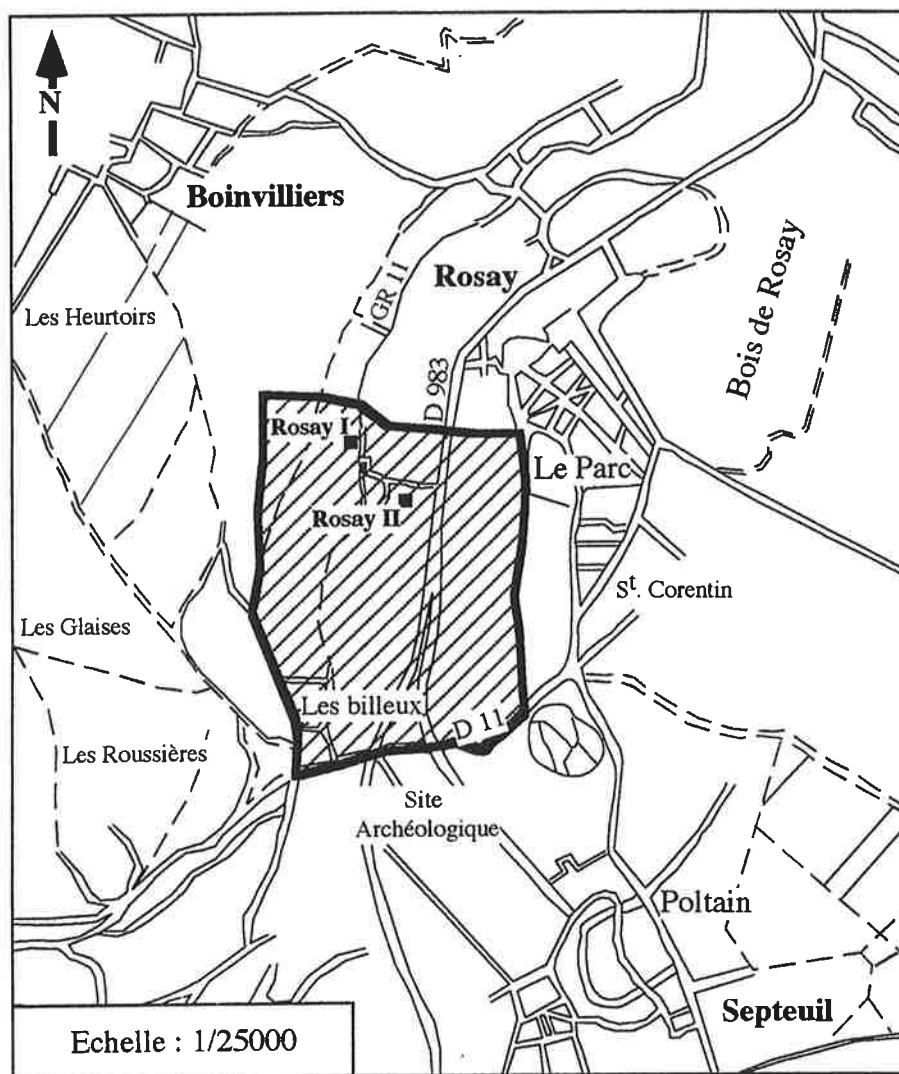 N
Boinvilliers
GR 11
Rosay
Bois de Rosay
Les Heurtoirs
D 983
Rosay I
Le Parc
Rosay II
St. Corentin
Les Glaises
Les billeux
D 11
Les Roussières
Site
Archéologique
Poltain
Septeuil
Echelle : 1/25000